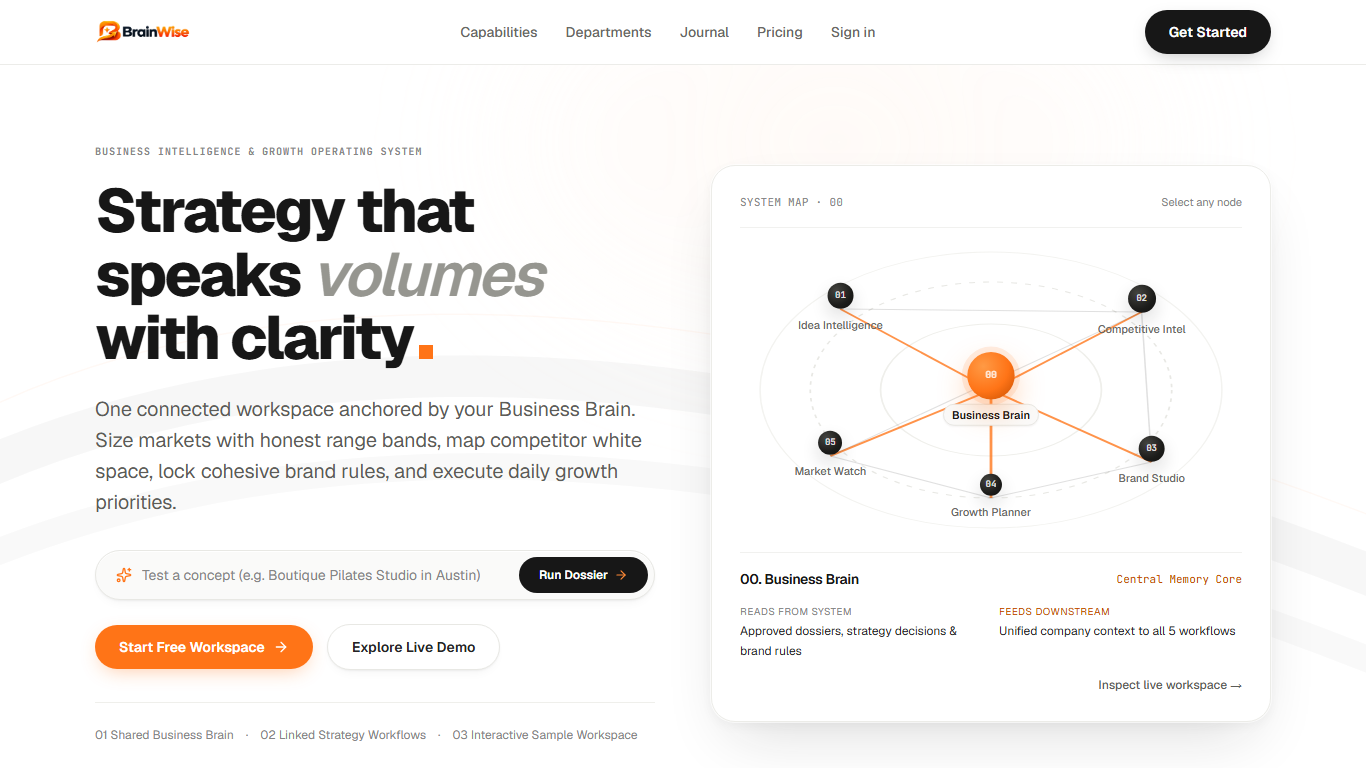 BrainWise
Capabilities
Departments
Journal
Pricing
Sign in
Get Started
BUSINESS INTELLIGENCE & GROWTH OPERATING SYSTEM
Strategy that
speaks volumes
with clarity.
One connected workspace anchored by your Business Brain.
Size markets with honest range bands, map competitor white
space, lock cohesive brand rules, and execute daily growth
priorities.
Test a concept (e.g. Boutique Pilates Studio in Austin)
Run Dossier →
Start Free Workspace →
Explore Live Demo
01 Shared Business Brain · 02 Linked Strategy Workflows · 03 Interactive Sample Workspace
SYSTEM MAP · 00
Select any node
01
Idea Intelligence
02
Competitive Intel
00
Business Brain
05
Market Watch
03
Brand Studio
04
Growth Planner
00. Business Brain
Central Memory Core
READS FROM SYSTEM
Approved dossiers, strategy decisions &
brand rules
FEEDS DOWNSTREAM
Unified company context to all 5 workflows
Inspect live workspace →